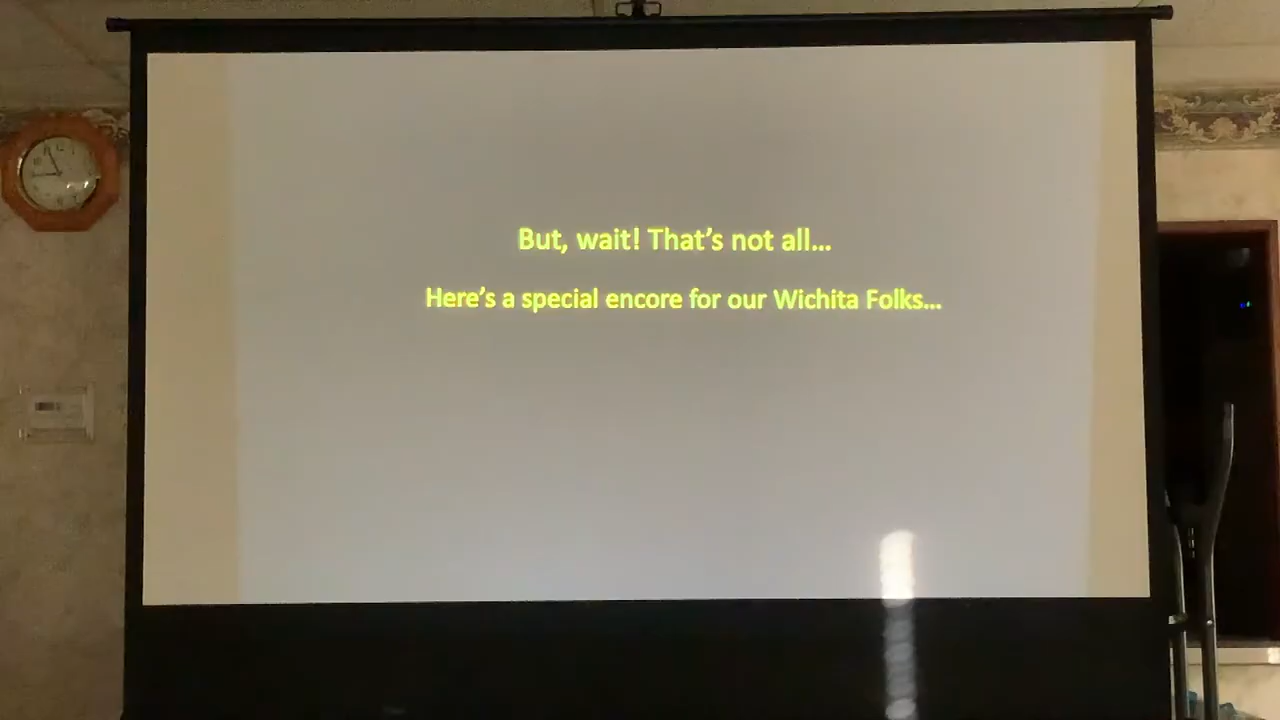 But, wait! That's not all...
Here's a special encore for our Wichita Folks...